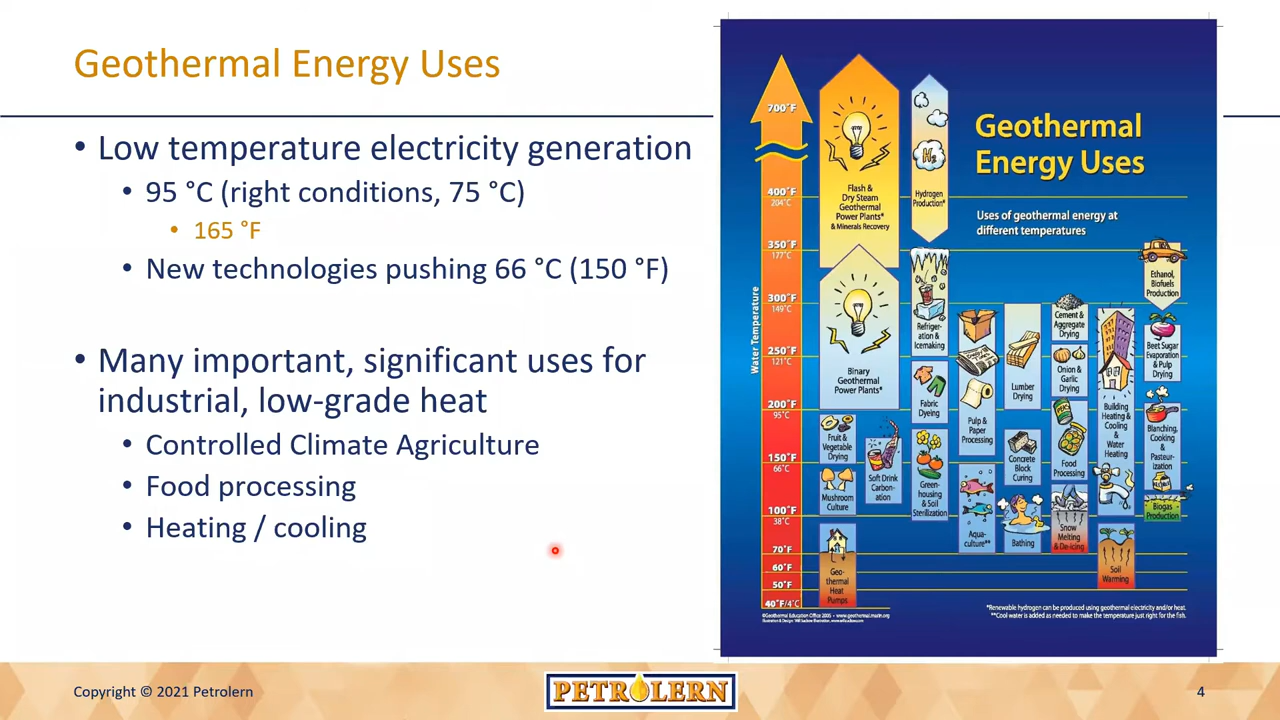 Geothermal Energy Uses
• Low temperature electricity generation
• 95 °C (right conditions, 75 °C)
• 165 °F
• New technologies pushing 66 °C (150 °F)
• Many important, significant uses for
industrial, low-grade heat
• Controlled Climate Agriculture
• Food processing
• Heating / cooling
Geothermal
Energy Uses
Uses of geothermal energy at
different temperatures
Water Temperature
700°F
400°F
204°C
350°F
177°C
300°F
149°C
250°F
121°C
200°F
95°C
150°F
66°C
100°F
38°C
70°F
60°F
50°F
40°F/4°C
Flash &
Dry Steam
Geothermal
Power Plants*
& Minerals Recovery
Binary
Geothermal
Power Plants*
Fruit &
Vegetable
Drying
Mushroom
Culture
Geo-
thermal
Heat
Pumps
Soft Drink
Carbon-
ation
H2
Hydrogen
Production*
Refriger-
ation &
Icemaking
Fabric
Dyeing
Green-
housing
& Soil
Sterilization
Pulp &
Paper
Processing
Aqua-
culture**
Lumber
Drying
Concrete
Block
Curing
Bathing
Cement &
Aggregate
Drying
Onion &
Garlic
Drying
Food
Processing
Snow
Melting
& De-icing
Building
Heating &
Cooling
&
Water
Heating
Soil
Warming
Ethanol,
Biofuels
Production
Beet Sugar
Evaporation
& Pulp
Drying
Blanching,
Cooking
&
Pasteur-
ization
Biogas
Production
*Renewable hydrogen can be produced using geothermal electricity and/or heat.
**Cool water is added as needed to make the temperature just right for the fish.
©Geothermal Education Office 2005 • www.geothermal.marin.org
Copyright © 2021 Petrolern
PETROLERN
4